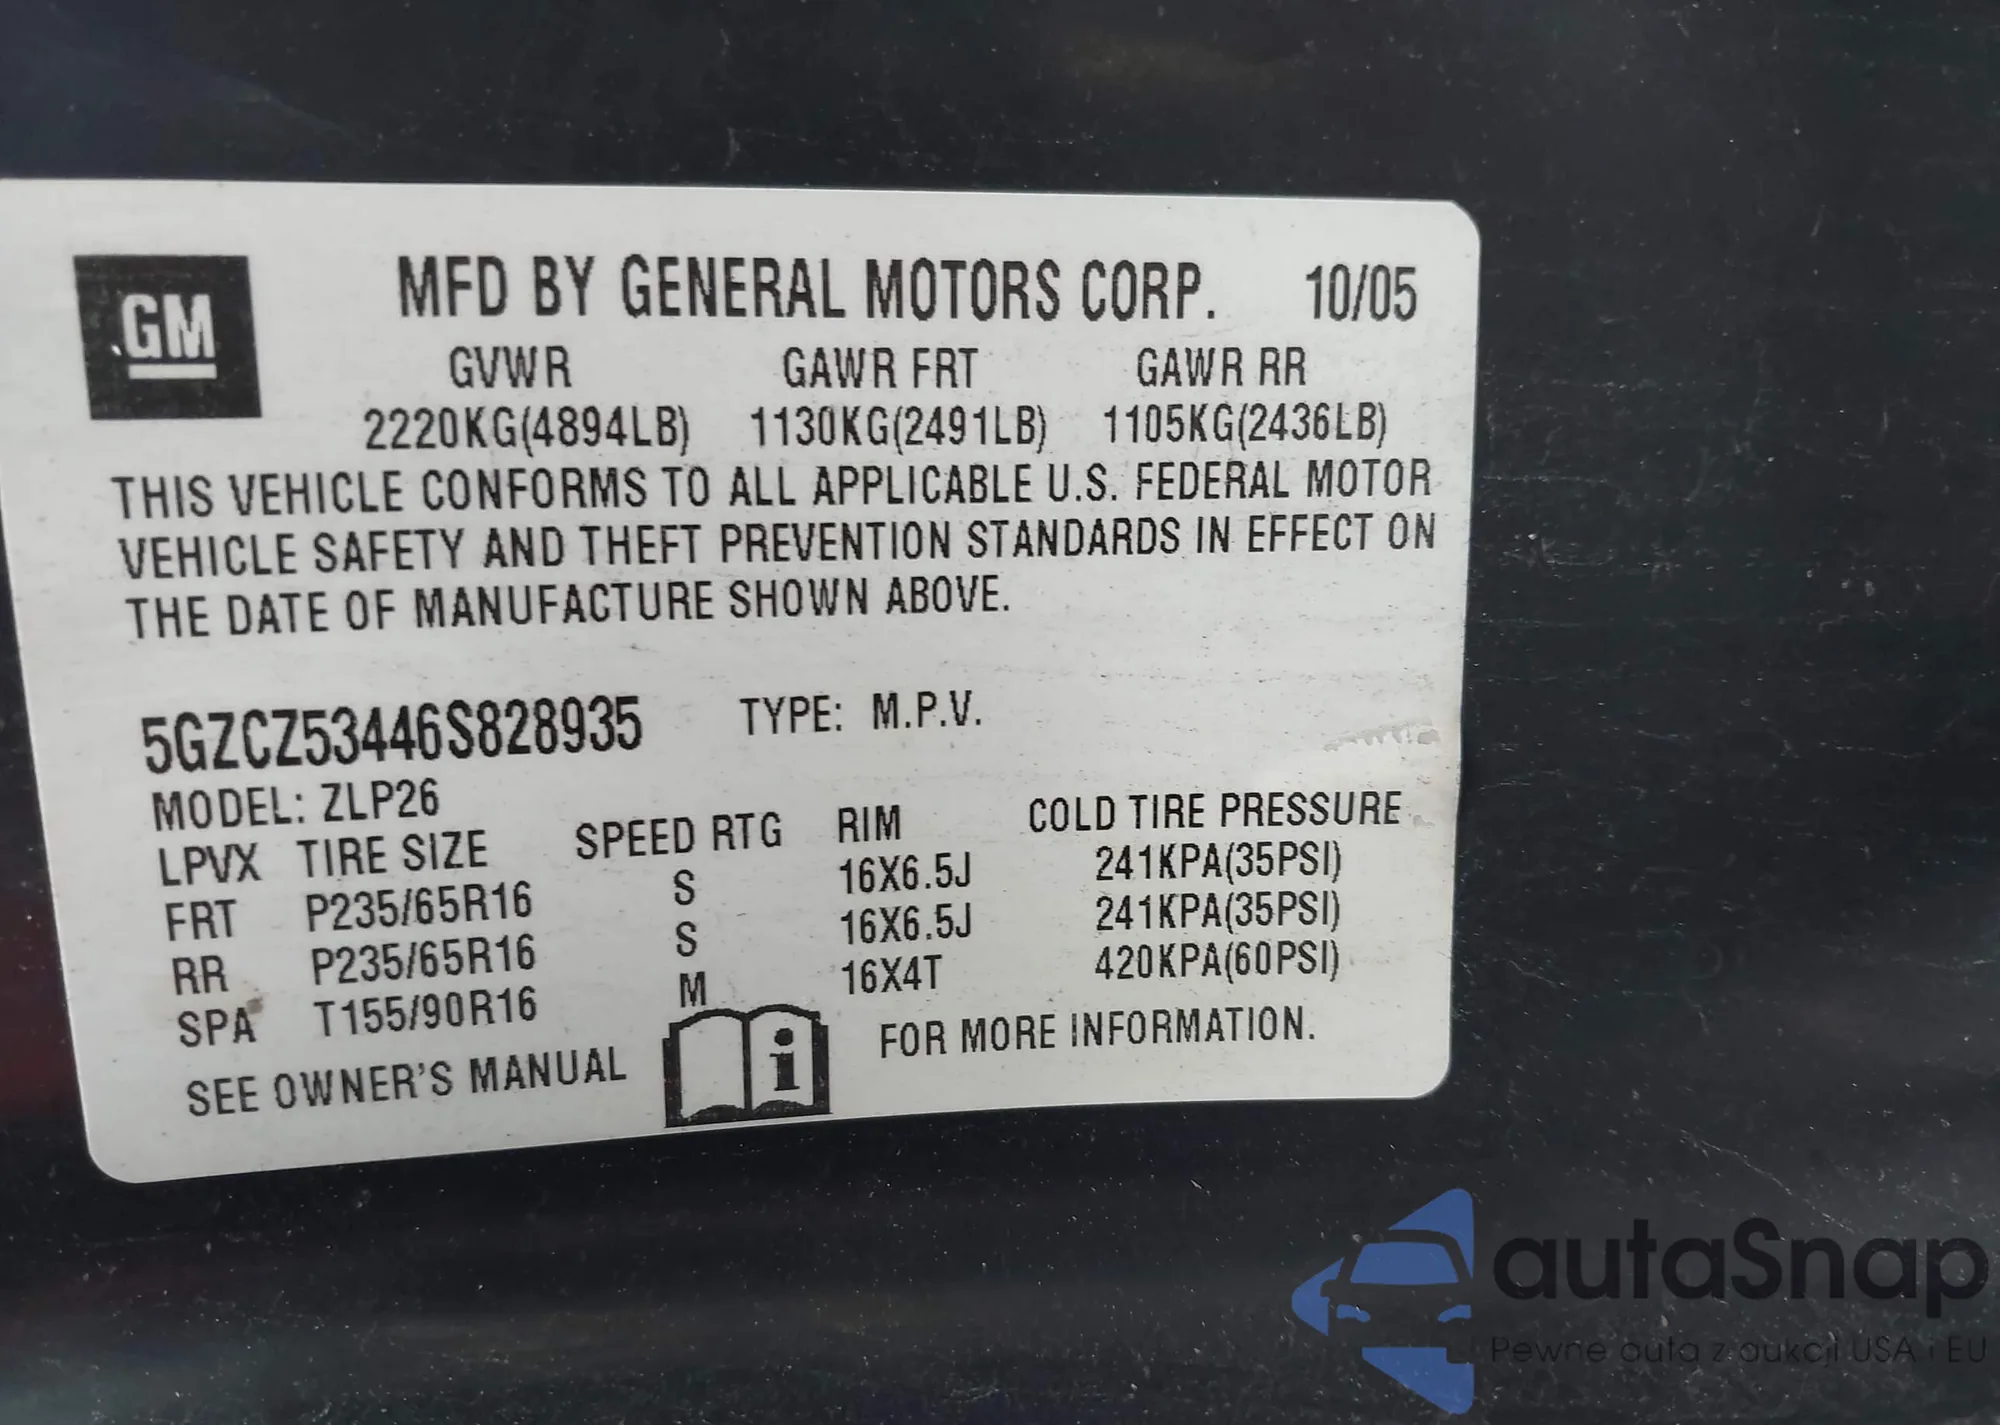 GM
MFD BY GENERAL MOTORS CORP. 10/05
GVWR GAWR FRT GAWR RR
2220KG(4894LB) 1130KG(2491LB) 1105KG(2436LB)
THIS VEHICLE CONFORMS TO ALL APPLICABLE U.S. FEDERAL MOTOR
VEHICLE SAFETY AND THEFT PREVENTION STANDARDS IN EFFECT ON
THE DATE OF MANUFACTURE SHOWN ABOVE.
5GZCZ53446S828935 TYPE: M.P.V.
MODEL: ZLP26
LPVX TIRE SIZE SPEED RTG RIM COLD TIRE PRESSURE
FRT P235/65R16 S 16X6.5J 241KPA(35PSI)
RR P235/65R16 S 16X6.5J 241KPA(35PSI)
SPA T155/90R16 M 16X4T 420KPA(60PSI)
SEE OWNER'S MANUAL i FOR MORE INFORMATION.
autaSnap
Pewne auta z aukcji USA i EU